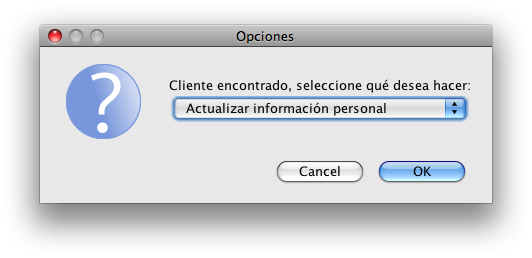 Opciones
Cliente encontrado, seleccione qué desea hacer:
Actualizar información personal
Cancel OK